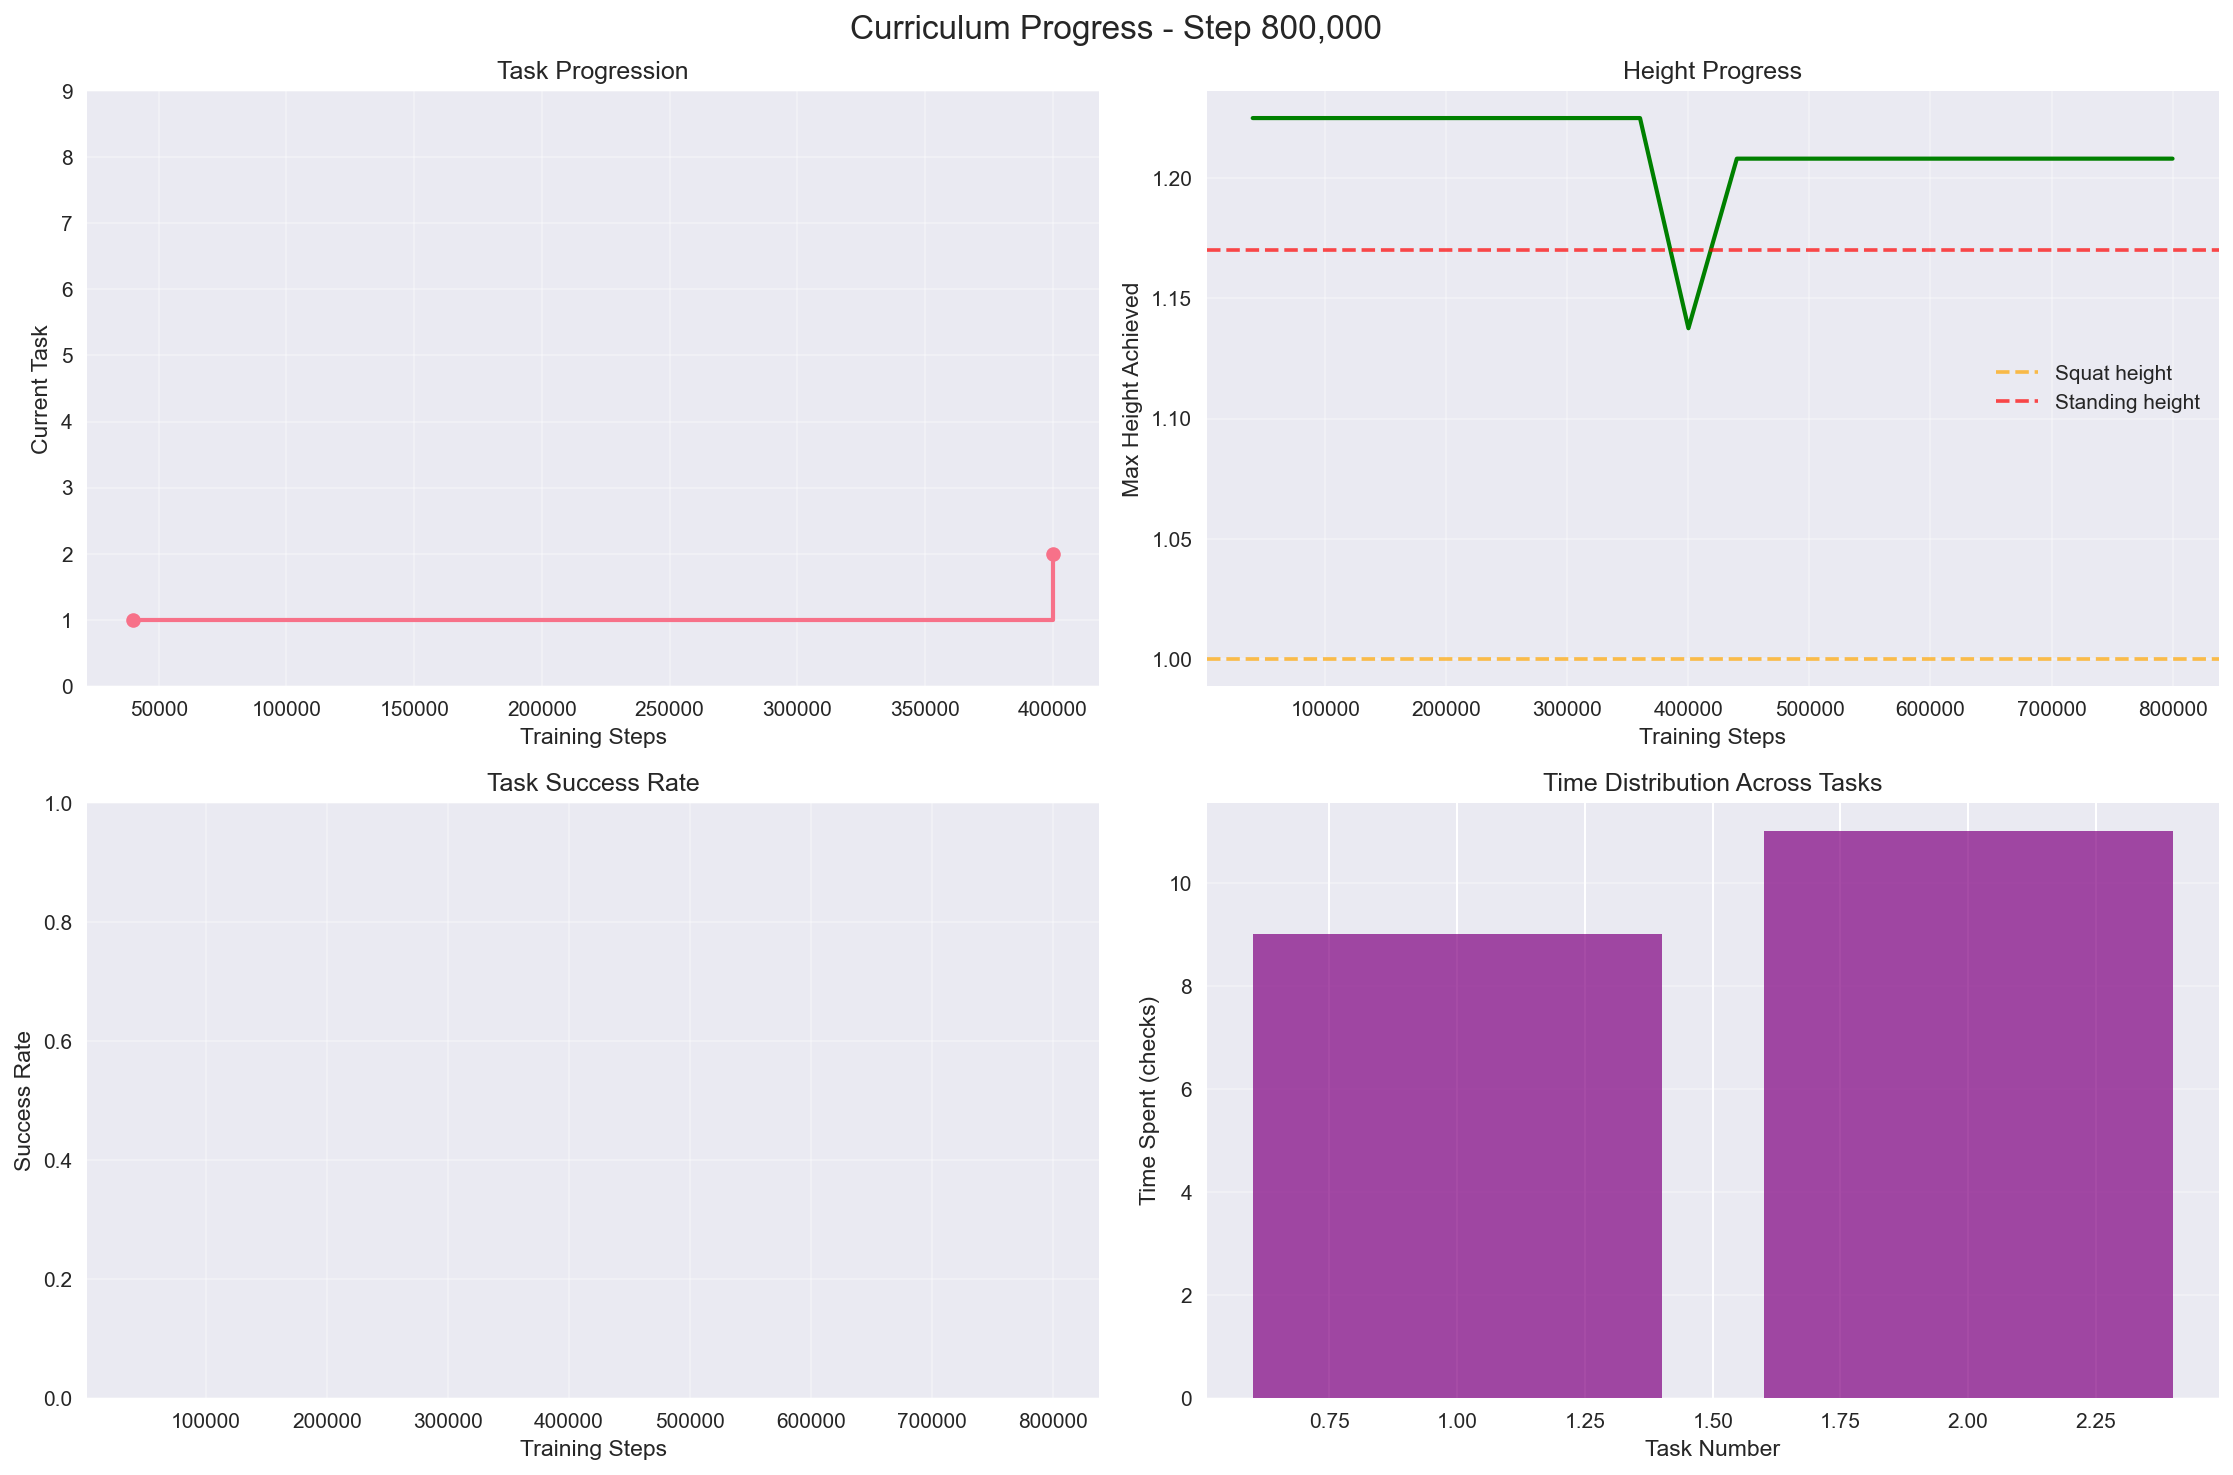 Curriculum Progress - Step 800,000
Task Progression
9
8
7
6
5
4
3
2
1
0
Current Task
50000 100000 150000 200000 250000 300000 350000 400000
Training Steps
Height Progress
1.20
1.15
1.10
1.05
1.00
Max Height Achieved
Squat height
Standing height
100000 200000 300000 400000 500000 600000 700000 800000
Training Steps
Task Success Rate
1.0
0.8
0.6
0.4
0.2
0.0
Success Rate
100000 200000 300000 400000 500000 600000 700000 800000
Training Steps
Time Distribution Across Tasks
10
8
6
4
2
0
Time Spent (checks)
0.75 1.00 1.25 1.50 1.75 2.00 2.25
Task Number